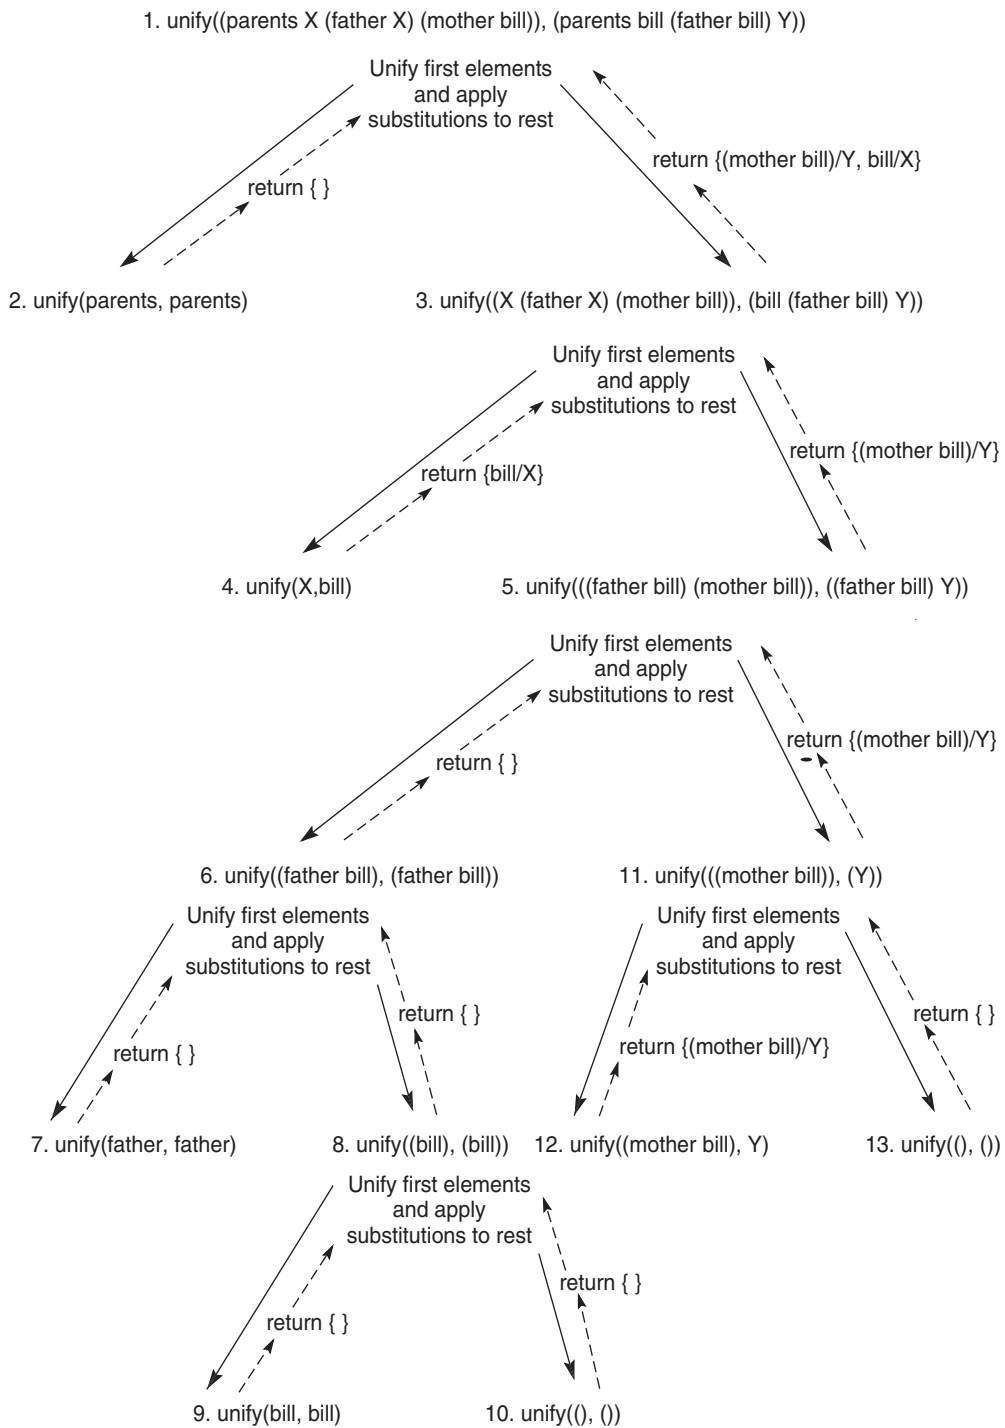 1. unify((parents X (father X) (mother bill)), (parents bill (father bill) Y))
Unify first elements
and apply
substitutions to rest
return {(mother bill)/Y, bill/X}
return { }
2. unify(parents, parents)
3. unify((X (father X) (mother bill)), (bill (father bill) Y))
Unify first elements
and apply
substitutions to rest
return {(mother bill)/Y}
return {bill/X}
4. unify(X,bill)
5. unify(((father bill) (mother bill)), ((father bill) Y))
Unify first elements
and apply
substitutions to rest
return {(mother bill)/Y}
return { }
6. unify((father bill), (father bill))
11. unify(((mother bill)), (Y))
Unify first elements
and apply
substitutions to rest
Unify first elements
and apply
substitutions to rest
return { }
return { }
return { }
return {(mother bill)/Y}
7. unify(father, father)
8. unify((bill), (bill))
12. unify((mother bill), Y)
13. unify((), ())
Unify first elements
and apply
substitutions to rest
return { }
return { }
9. unify(bill, bill)
10. unify((), ())